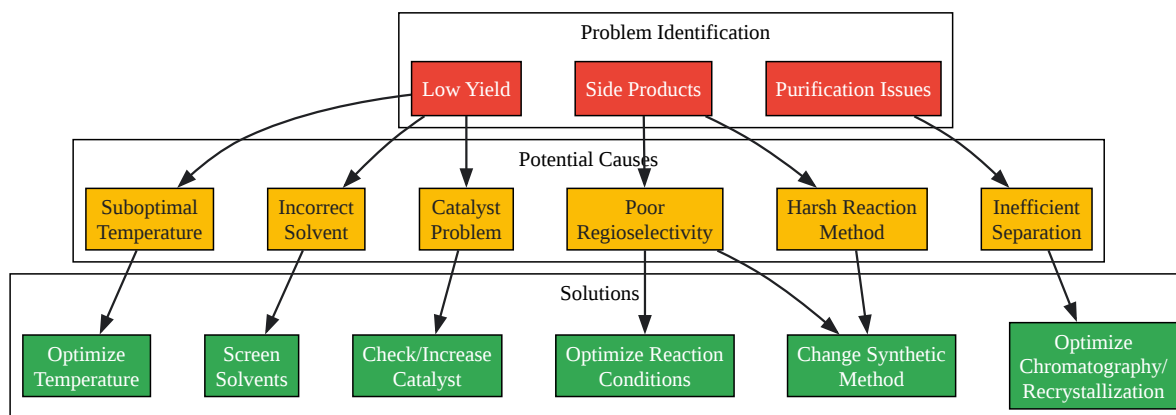 Problem Identification
Low Yield
Side Products
Purification Issues
Potential Causes
Suboptimal
Temperature
Incorrect
Solvent
Catalyst
Problem
Poor
Regioselectivity
Harsh Reaction
Method
Inefficient
Separation
Solutions
Optimize
Temperature
Screen
Solvents
Check/Increase
Catalyst
Optimize Reaction
Conditions
Change Synthetic
Method
Optimize
Chromatography/
Recrystallization